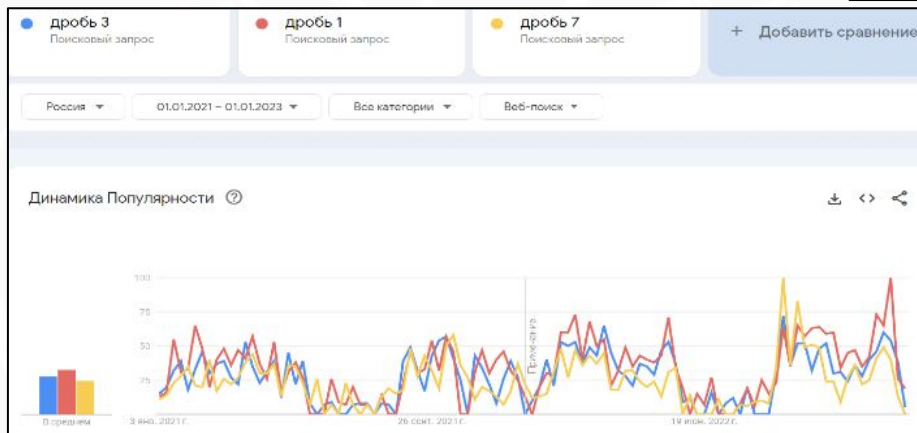 дробь 3
Поисковый запрос
дробь 1
Поисковый запрос
дробь 7
Поисковый запрос
+ Добавить сравнение
Россия
01.01.2021 – 01.01.2023
Все категории
Веб-поиск
Динамика Популярности
100
75
50
25
Примечание
В среднем
3 янв. 2021 г.
26 сент. 2021 г.
19 июн. 2022 г.